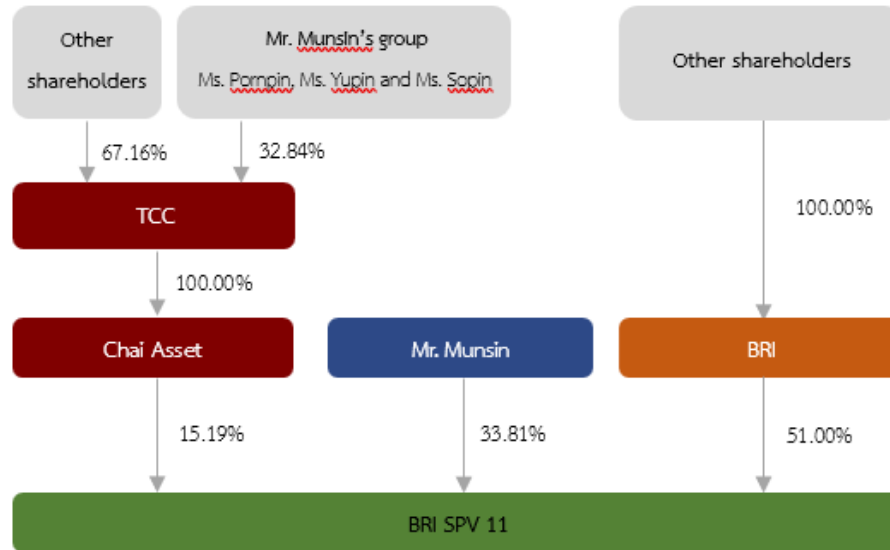 Other
shareholders
Mr. Munsin's group
Ms. Pornpin, Ms. Yupin and Ms. Sopin
Other shareholders
67.16%
32.84%
100.00%
TCC
100.00%
Chai Asset
Mr. Munsin
BRI
15.19%
33.81%
51.00%
BRI SPV 11